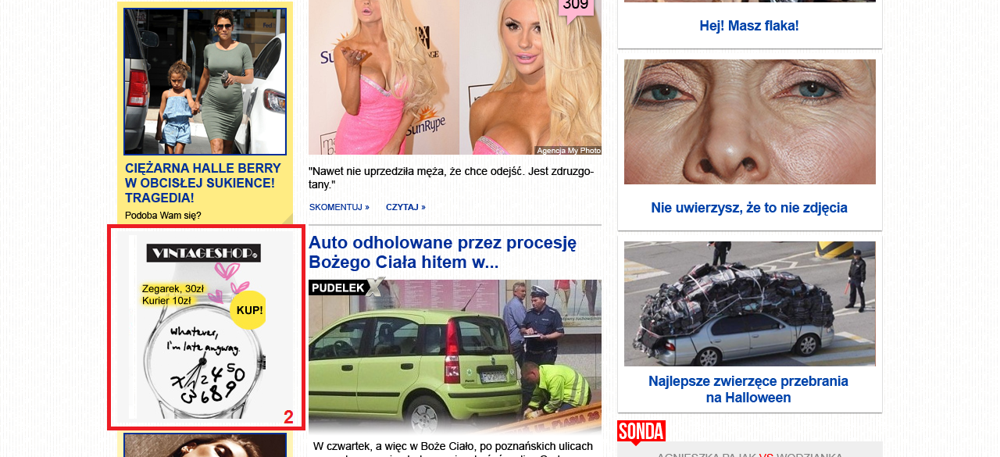 CIĘŻARNA HALLE BERRY
W OBCISŁEJ SUKIENCE!
TRAGEDIA!
Podoba Wam się?
VINTAGESHOP
Zegarek, 30zł
Kurier 10zł
KUP!
whatever,
I'm late anyway.
2
309
SunRype
Agencja My Photo
"Nawet nie uprzedziła męża, że chce odejść. Jest zdruzgo-
tany."
SKOMENTUJ »
CZYTAJ »
Auto odholowane przez procesję
Bożego Ciała hitem w...
PUDELEK X
W czwartek, a więc w Boże Ciało, po poznańskich ulicach
Hej! Masz flaka!
Nie uwierzysz, że to nie zdjęcia
Najlepsze zwierzęce przebrania
na Halloween
SONDA
AGNIESZKA PAJĄK VS WODZIANKA